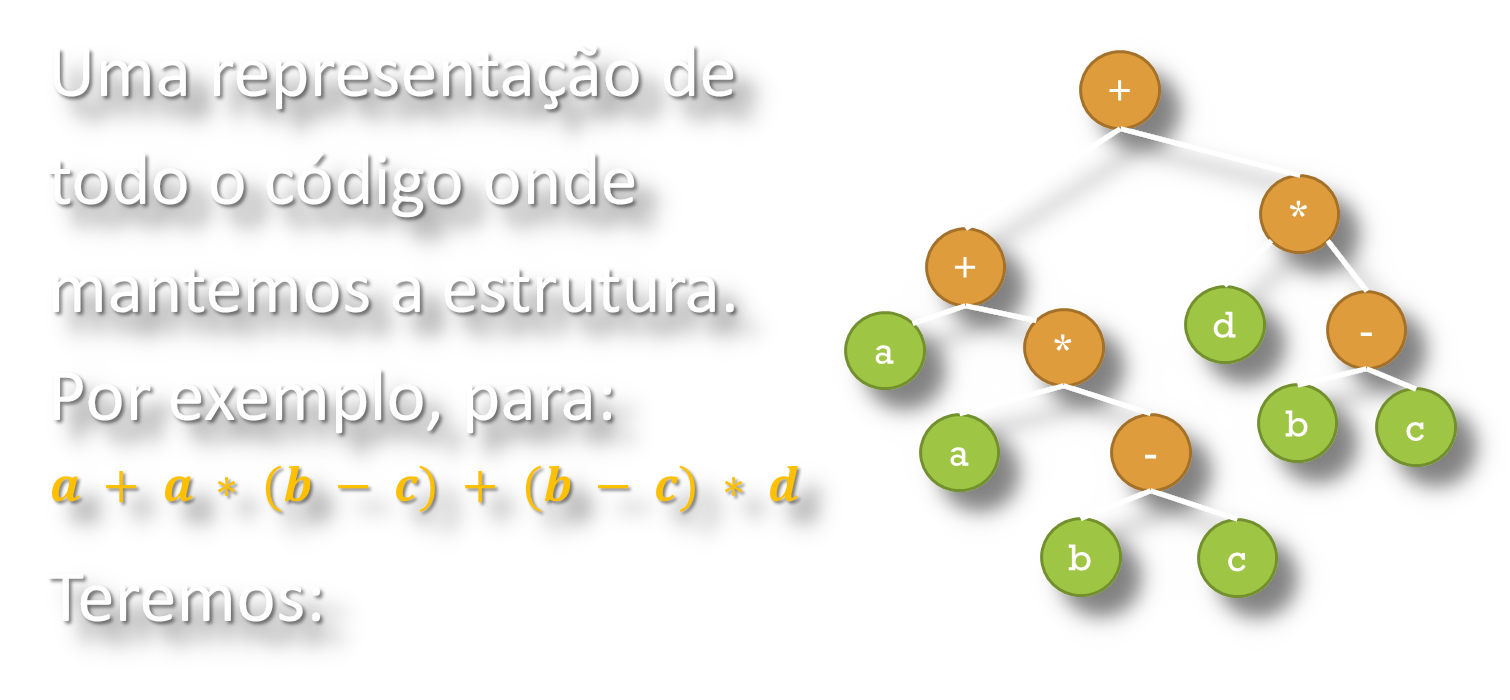 Uma representação de
todo o código onde
mantemos a estrutura.
Por exemplo, para:
a + a * (b − c) + (b − c) * d
Teremos:
+
*
+
d
-
a
*
b
c
a
-
b
c